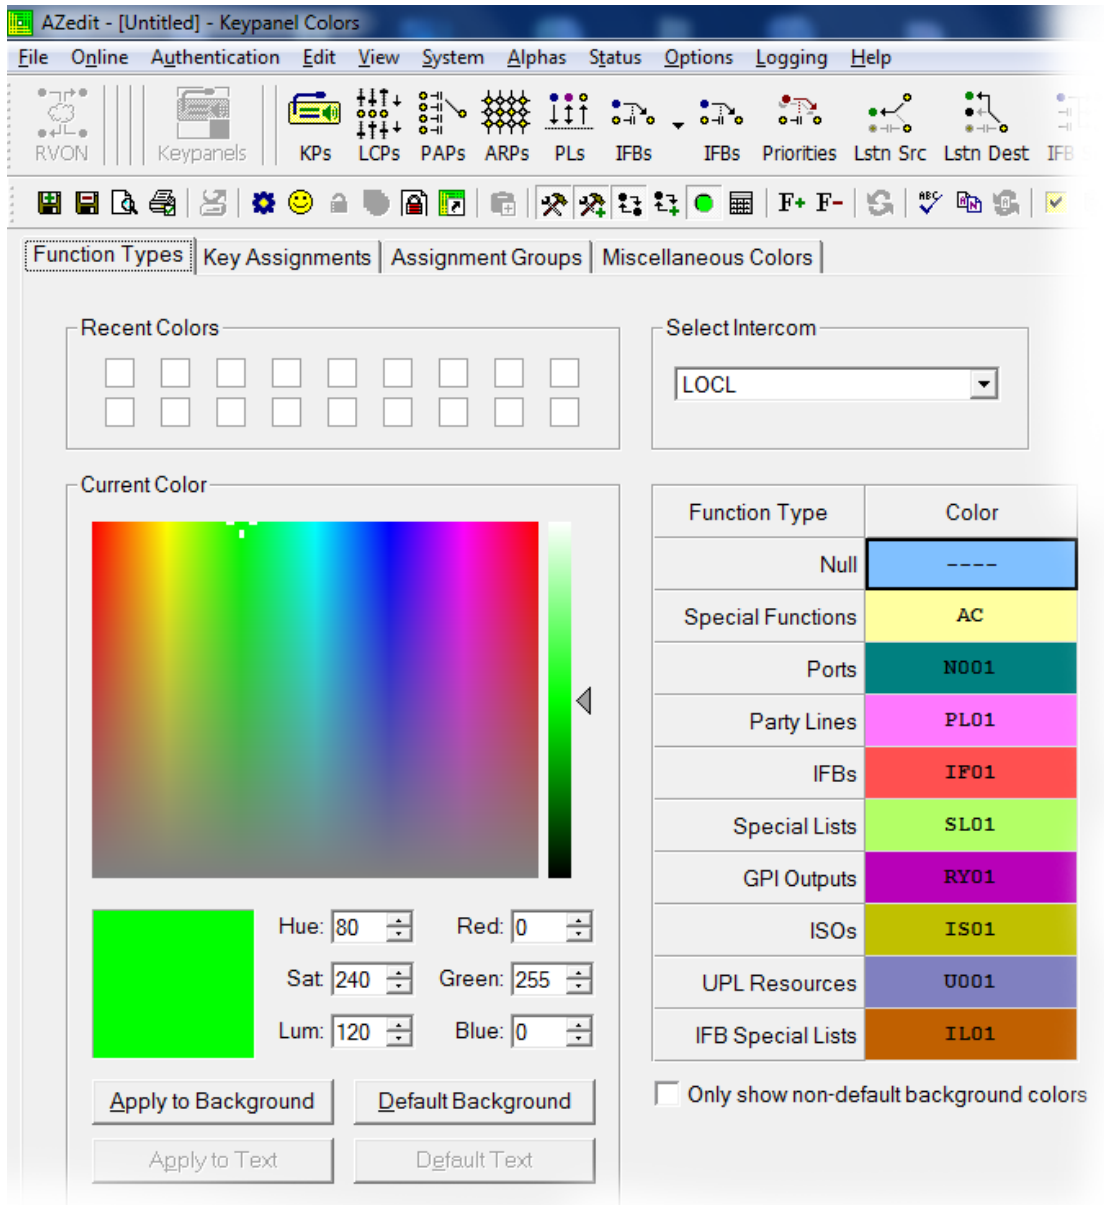 AZedit - [Untitled] - Keypanel Colors
File Online Authentication Edit View System Alphas Status Options Logging Help
RVON Keypanels KPs LCPs PAPs ARPs PLs IFBs IFBs Priorities Lstn Src Lstn Dest IFB
F+ F- ABC
Function Types Key Assignments Assignment Groups Miscellaneous Colors
Recent Colors
Select Intercom
LOCL
Current Color
Function Type Color
Null ----
Special Functions AC
Ports N001
Party Lines PL01
IFBs IF01
Special Lists SL01
GPI Outputs RY01
ISOs IS01
UPL Resources U001
IFB Special Lists IL01
Hue: 80 Red: 0
Sat: 240 Green: 255
Lum: 120 Blue: 0
Apply to Background Default Background
Only show non-default background colors
Apply to Text Default Text